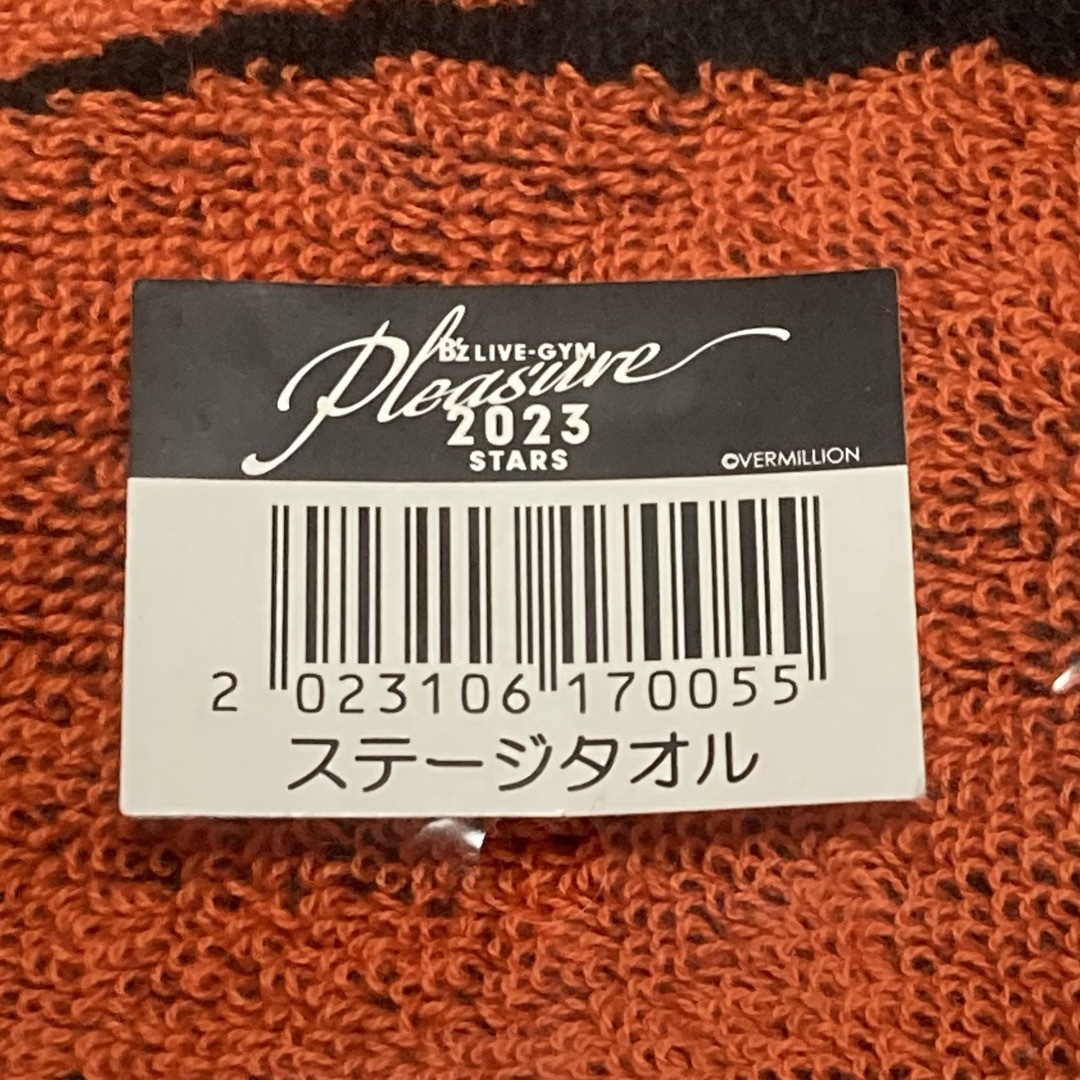 B'z LIVE-GYM
Pleasure
2023
STARS
©VERMILLION
2 023106 170055
ステージタオル